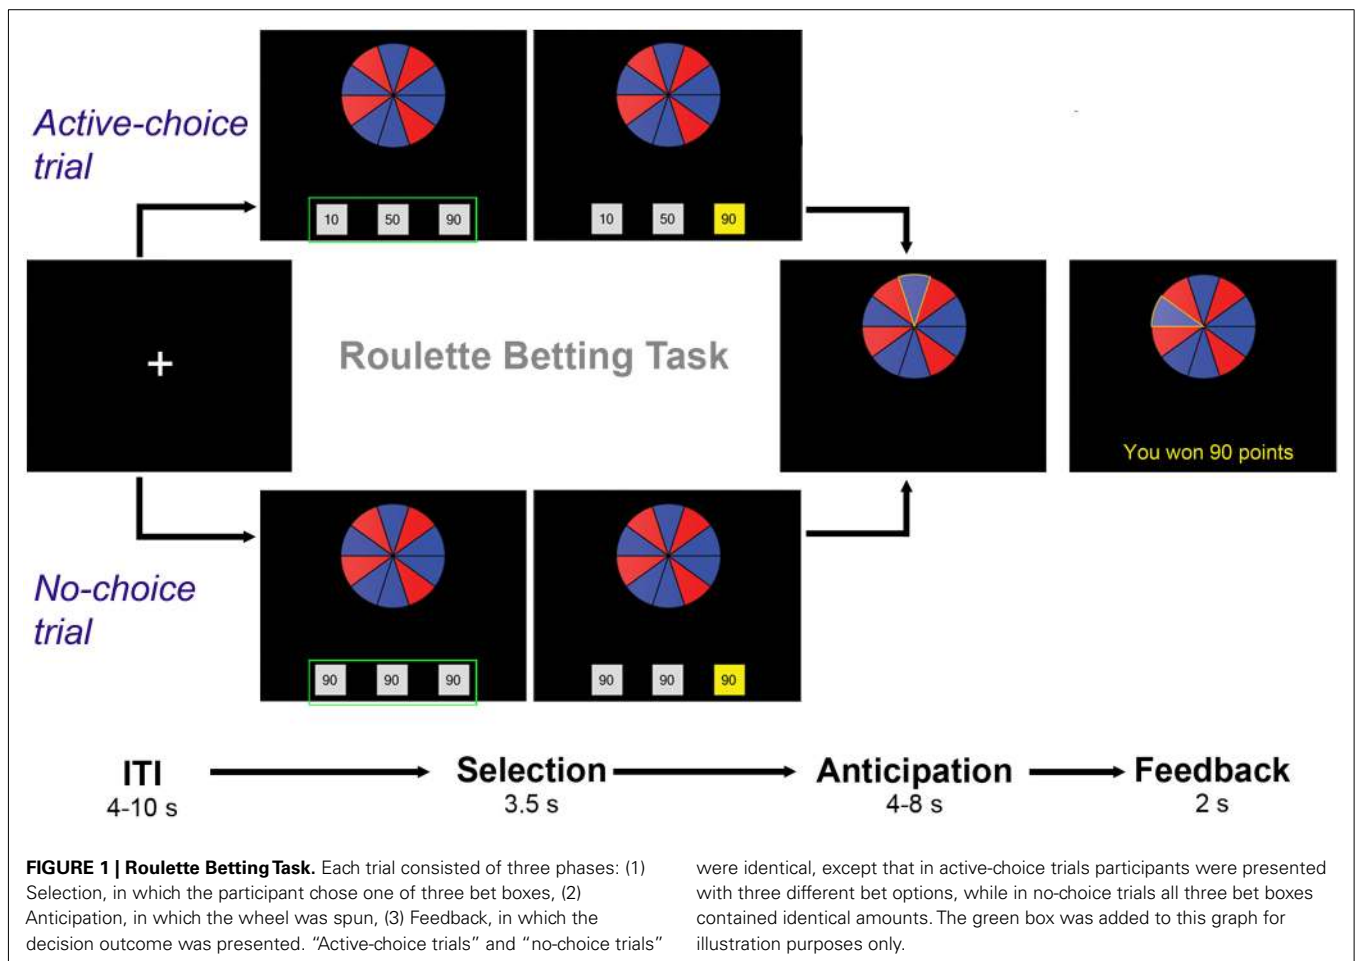 Active-choice
trial
10 50 90
10 50 90
+
Roulette Betting Task
You won 90 points
No-choice
trial
90 90 90
90 90 90
ITI
4-10 s
Selection
3.5 s
Anticipation
4-8 s
Feedback
2 s
FIGURE 1 | Roulette Betting Task. Each trial consisted of three phases: (1)
Selection, in which the participant chose one of three bet boxes, (2)
Anticipation, in which the wheel was spun, (3) Feedback, in which the
decision outcome was presented. “Active-choice trials” and “no-choice trials”
were identical, except that in active-choice trials participants were presented
with three different bet options, while in no-choice trials all three bet boxes
contained identical amounts. The green box was added to this graph for
illustration purposes only.